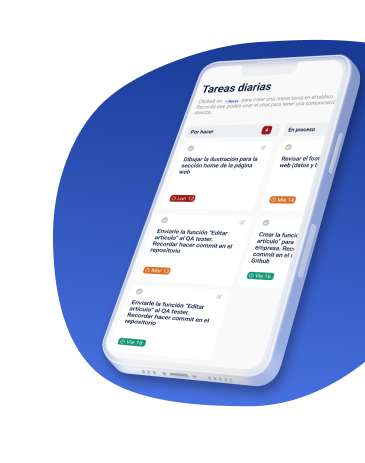 Tareas diarias
Clickeá en +Nuevo para crear una nueva tarea en el tablero.
Recordá que podes usar el chat para tener una comunicació
directa.
Por hacer 4 En proceso
Dibujar la ilustración para la
sección home de la página
web
Lun 12
Revisar el foot
web (datos y l
Mar 14
Enviarle la función "Editar
artículo" al QA tester.
Recordar hacer commit en el
repositorio
Mar 13
Crear la funció
artículo" para
empresa. Reco
commit en el
Github
Vie 16
Enviarle la función "Editar
artículo" al QA tester.
Recordar hacer commit en el
repositorio
Vie 16